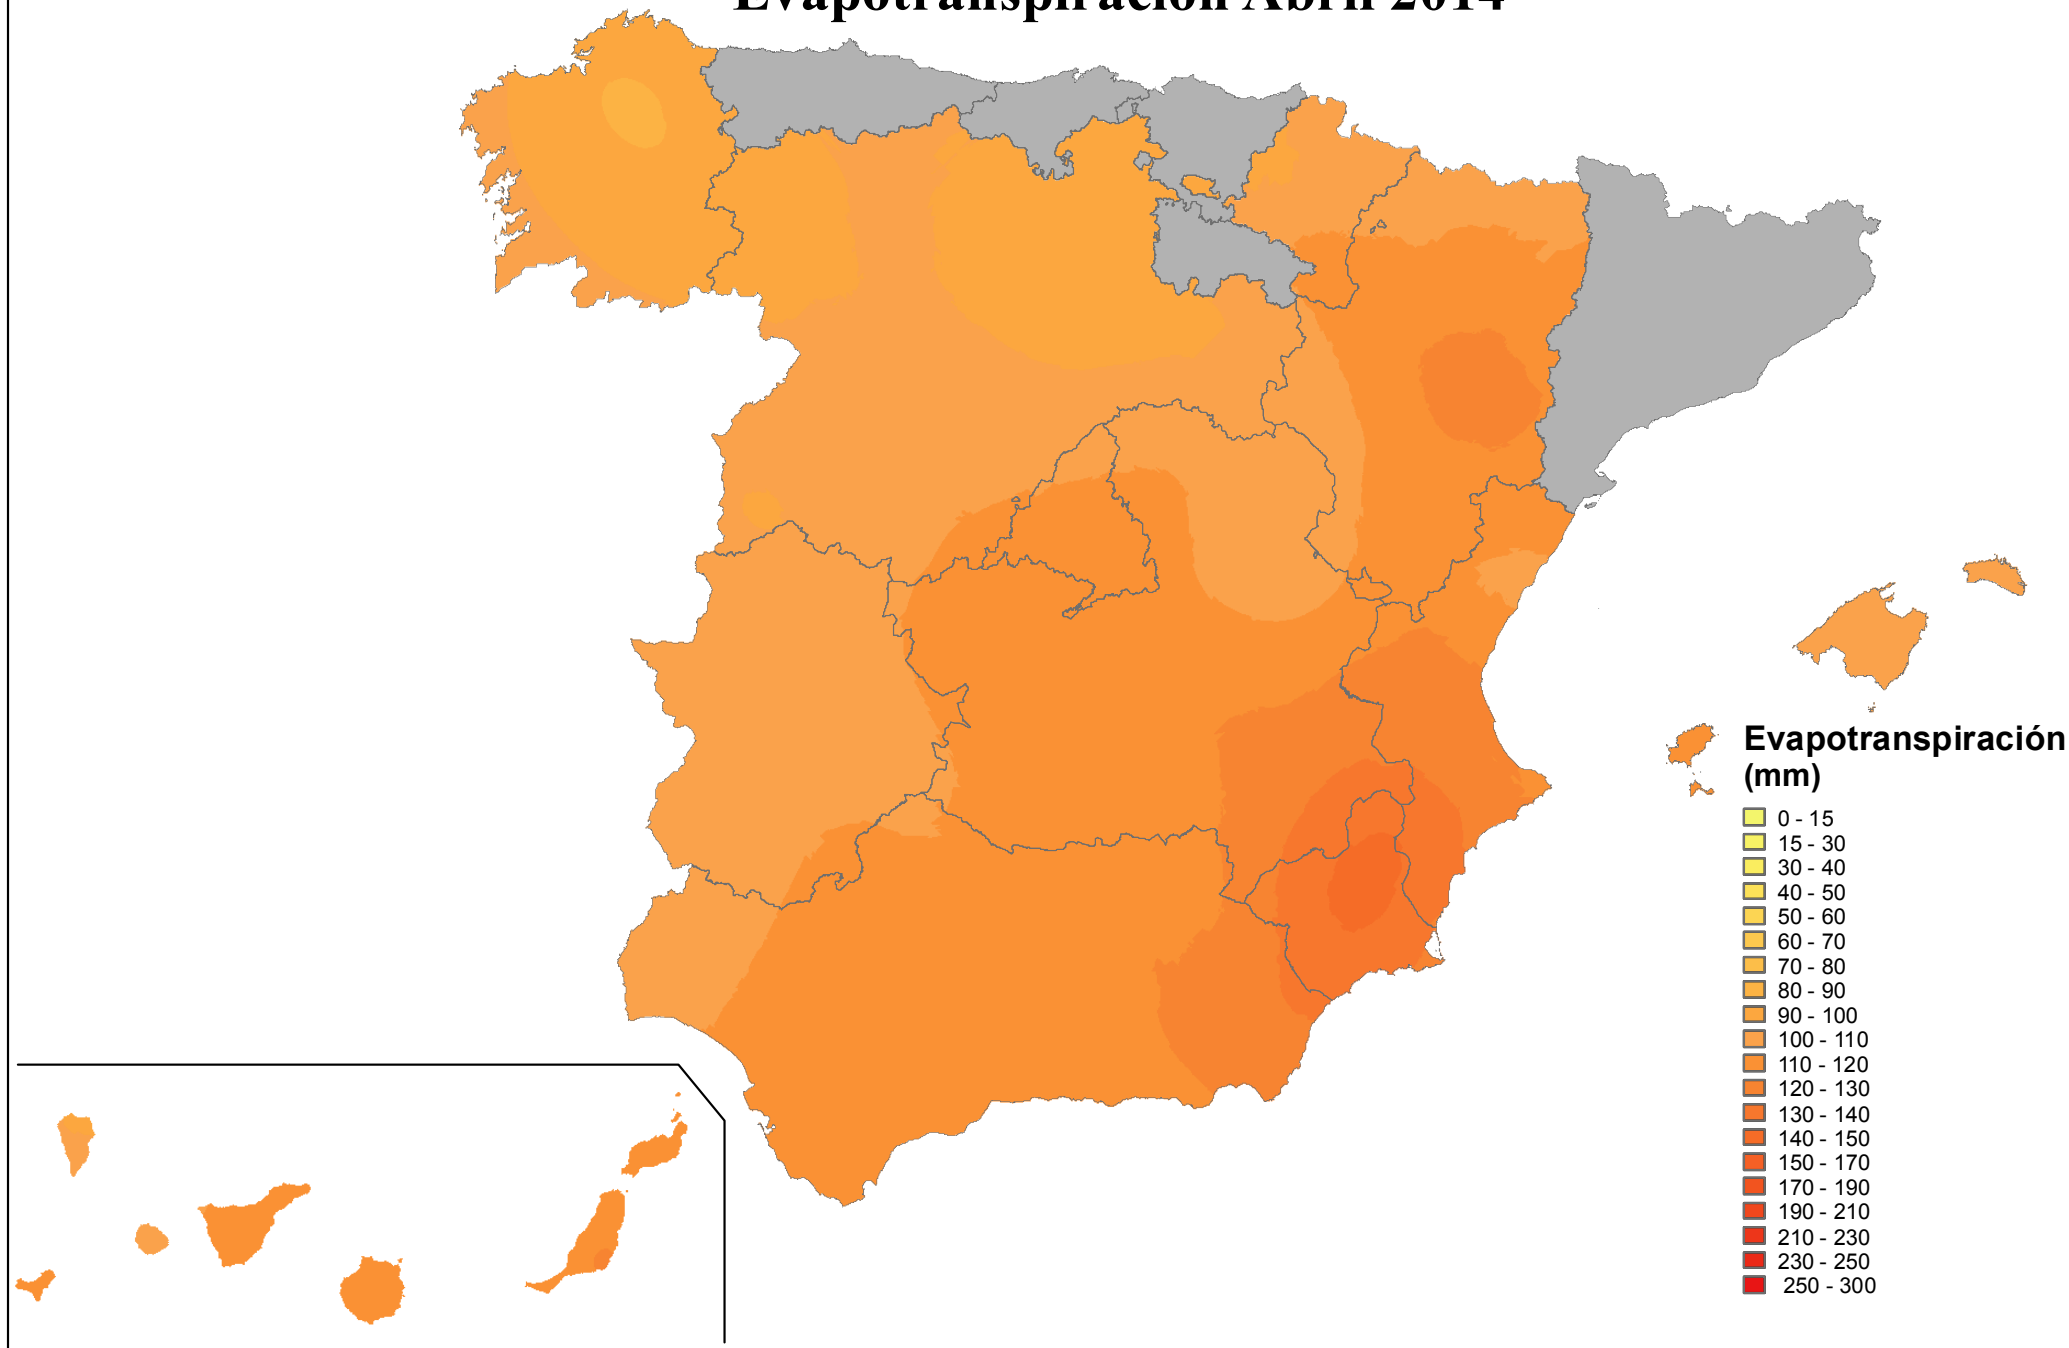 Evapotranspiración Abril 2014
Evapotranspiración
(mm)
0 - 15
15 - 30
30 - 40
40 - 50
50 - 60
60 - 70
70 - 80
80 - 90
90 - 100
100 - 110
110 - 120
120 - 130
130 - 140
140 - 150
150 - 170
170 - 190
190 - 210
210 - 230
230 - 250
250 - 300